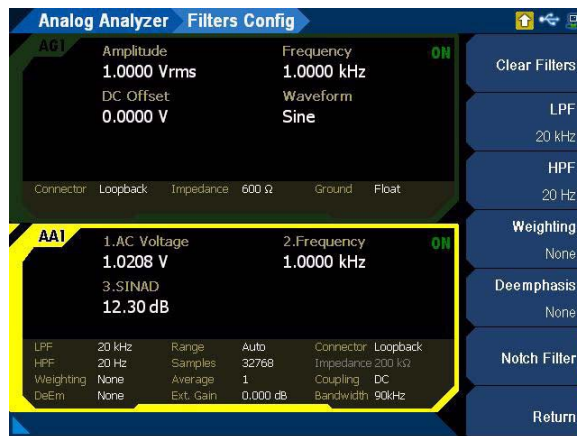 Analog Analyzer Filters Config
AG1
Amplitude Frequency ON
1.0000 Vrms 1.0000 kHz
DC Offset Waveform
0.0000 V Sine
Connector Loopback Impedance 600 Ω Ground Float
AA1
1.AC Voltage 2.Frequency ON
1.0208 V 1.0000 kHz
3.SINAD
12.30 dB
LPF 20 kHz Range Auto Connector Loopback
HPF 20 Hz Samples 32768 Impedance 200 kΩ
Weighting None Average 1 Coupling DC
DeEm None Ext. Gain 0.000 dB Bandwidth 90kHz
Clear Filters
LPF
20 kHz
HPF
20 Hz
Weighting
None
Deemphasis
None
Notch Filter
Return